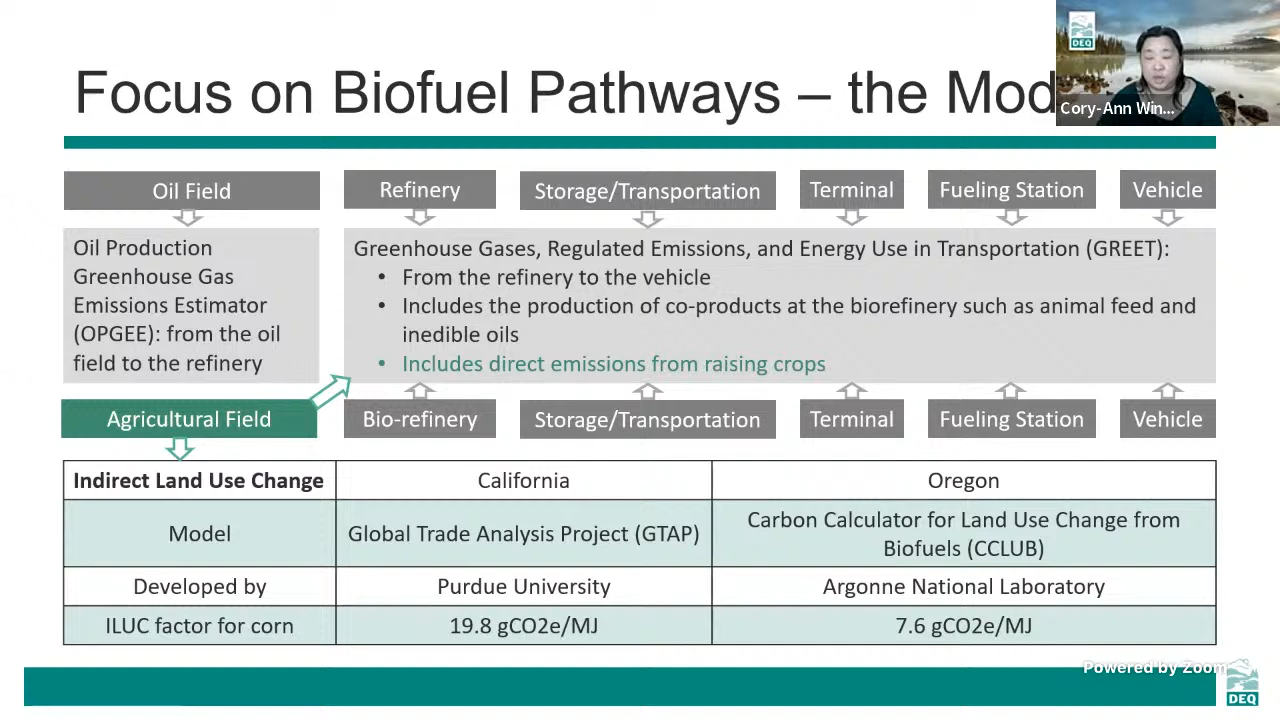 DEQ
Focus on Biofuel Pathways – the Mod
Cory-Ann Win...
Oil Field
Refinery
Storage/Transportation
Terminal
Fueling Station
Vehicle
Oil Production
Greenhouse Gas
Emissions Estimator
(OPGEE): from the oil
field to the refinery
Greenhouse Gases, Regulated Emissions, and Energy Use in Transportation (GREET):
• From the refinery to the vehicle
• Includes the production of co-products at the biorefinery such as animal feed and
inedible oils
• Includes direct emissions from raising crops
Agricultural Field
Bio-refinery
Storage/Transportation
Terminal
Fueling Station
Vehicle
Indirect Land Use Change
California
Oregon
Model
Global Trade Analysis Project (GTAP)
Carbon Calculator for Land Use Change from
Biofuels (CCLUB)
Developed by
Purdue University
Argonne National Laboratory
ILUC factor for corn
19.8 gCO2e/MJ
7.6 gCO2e/MJ
Powered by Zoom
DEQ